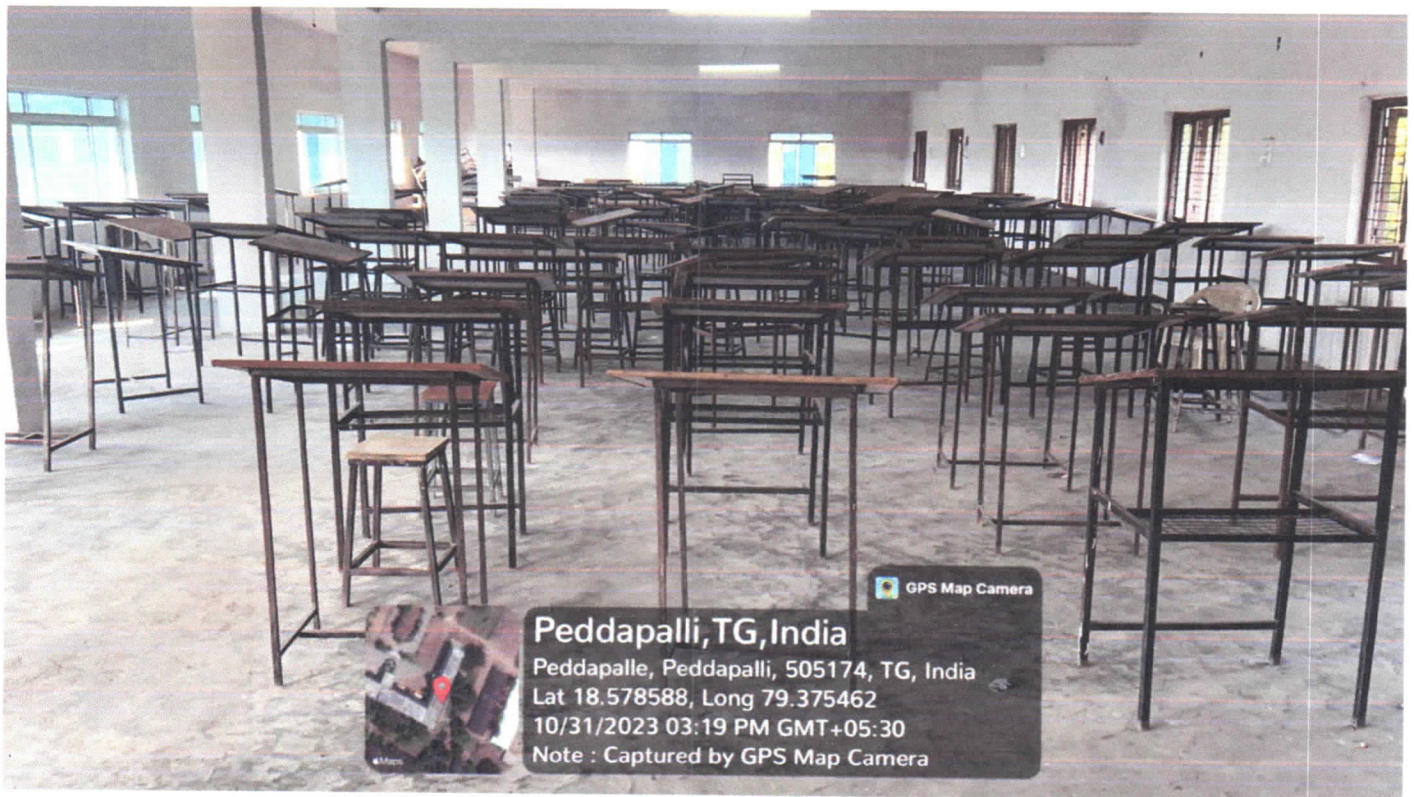 GPS Map Camera
Peddapalli,TG,India
Peddapalle, Peddapalli, 505174, TG, India
Lat 18.578588, Long 79.375462
10/31/2023 03:19 PM GMT+05:30
Note : Captured by GPS Map Camera
Maps